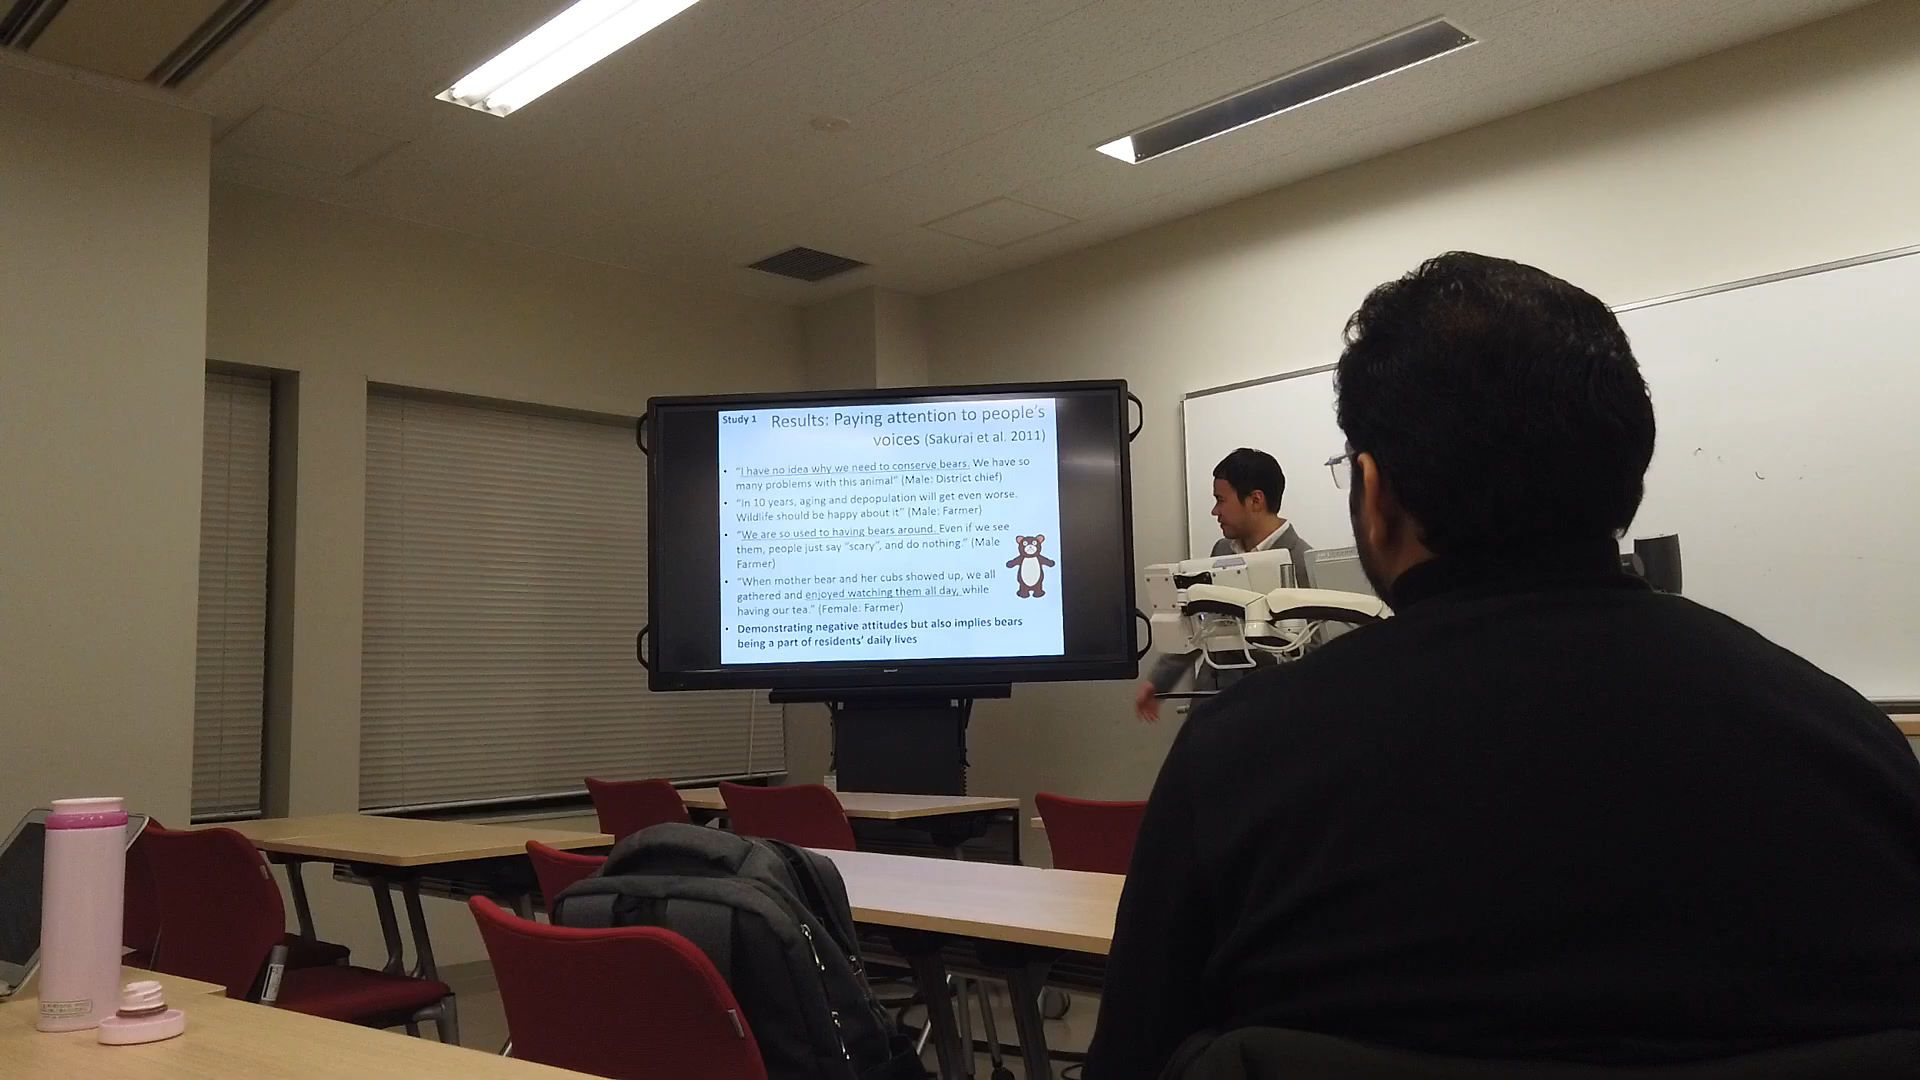 Study 1
Results: Paying attention to people's
voices (Sakurai et al. 2011)
• "I have no idea why we need to conserve bears. We have so
many problems with this animal" (Male: District chief)
• "In 10 years, aging and depopulation will get even worse.
Wildlife should be happy about it" (Male: Farmer)
• "We are so used to having bears around. Even if we see
them, people just say "scary", and do nothing." (Male
Farmer)
• "When mother bear and her cubs showed up, we all
gathered and enjoyed watching them all day, while
having our tea." (Female: Farmer)
• Demonstrating negative attitudes but also implies bears
being a part of residents' daily lives